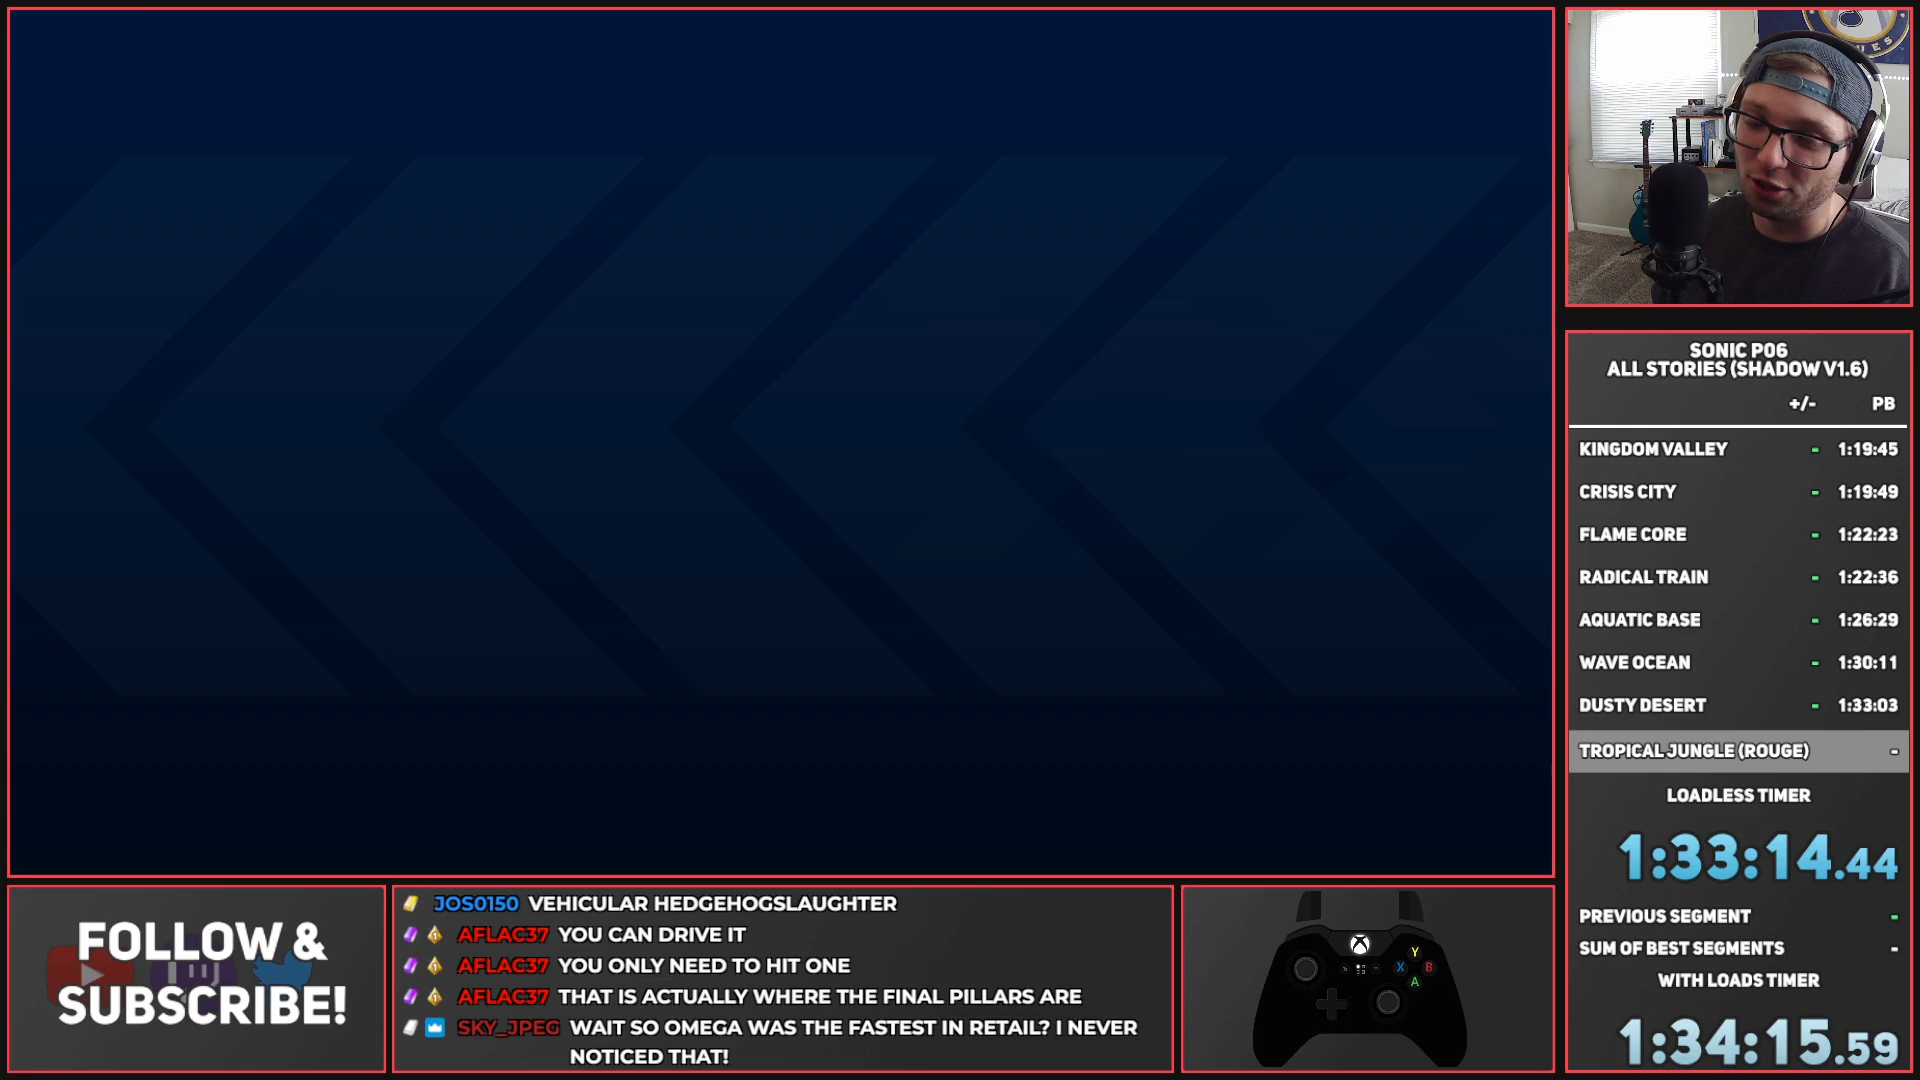 UES
SONIC P06
ALL STORIES (SHADOW V1.6)
+/- PB
KINGDOM VALLEY - 1:19:45
CRISIS CITY - 1:19:49
FLAME CORE - 1:22:23
RADICAL TRAIN - 1:22:36
AQUATIC BASE - 1:26:29
WAVE OCEAN - 1:30:11
DUSTY DESERT - 1:33:03
TROPICAL JUNGLE (ROUGE) -
LOADLESS TIMER
1:33:14.44
PREVIOUS SEGMENT -
SUM OF BEST SEGMENTS -
WITH LOADS TIMER
1:34:15.59
FOLLOW &
SUBSCRIBE!
JOS0150 VEHICULAR HEDGEHOGSLAUGHTER
AFLAC37 YOU CAN DRIVE IT
AFLAC37 YOU ONLY NEED TO HIT ONE
AFLAC37 THAT IS ACTUALLY WHERE THE FINAL PILLARS ARE
SKY_JPEG WAIT SO OMEGA WAS THE FASTEST IN RETAIL? I NEVER
NOTICED THAT!
Y
X B
A